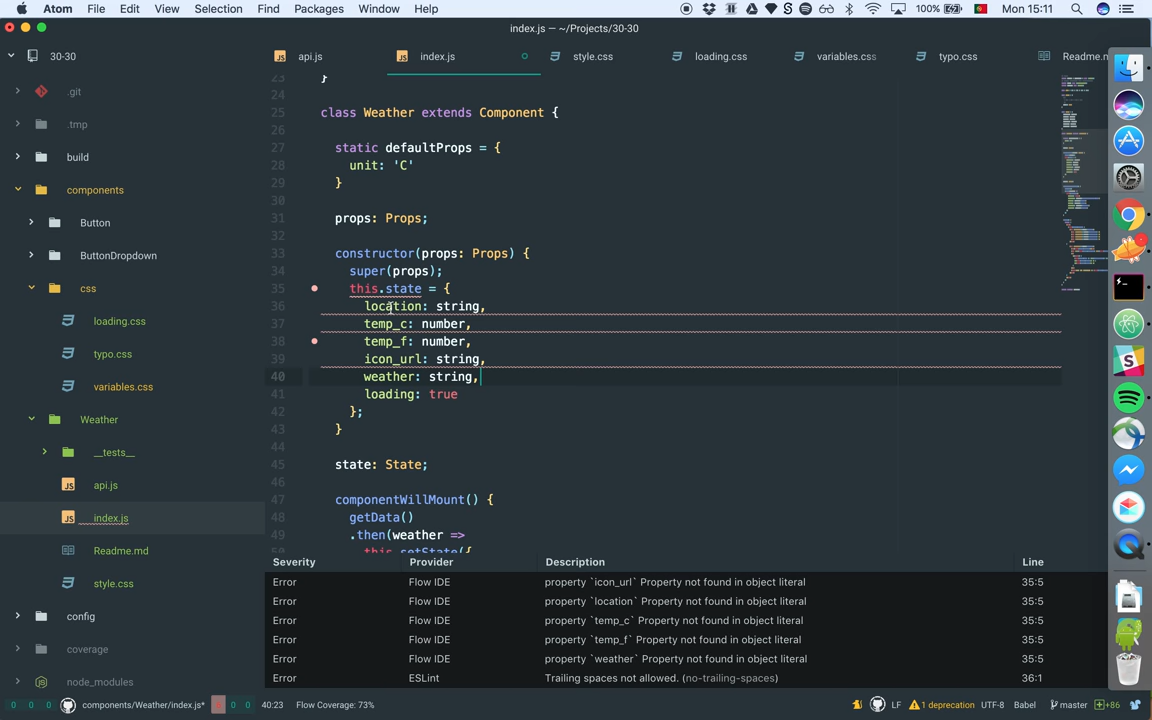 Atom File Edit View Selection Find Packages Window Help 100% Mon 15:11
index.js — ~/Projects/30-30
30-30
api.js index.js style.css loading.css variables.css typo.css Readme.n
.git
.tmp
build
components
Button
ButtonDropdown
css
loading.css
typo.css
variables.css
Weather
__tests__
api.js
index.js
Readme.md
style.css
config
coverage
node_modules
23 }
24
25 class Weather extends Component {
26
27 static defaultProps = {
28 unit: 'C'
29 }
30
31 props: Props;
32
33 constructor(props: Props) {
34 super(props);
35 this.state = {
36 location: string,
37 temp_c: number,
38 temp_f: number,
39 icon_url: string,
40 weather: string,
41 loading: true
42 };
43 }
44
45 state: State;
46
47 componentWillMount() {
48 getData()
49 .then(weather =>
50 this.setState({
Severity Provider Description Line
Error Flow IDE property `icon_url` Property not found in object literal 35:5
Error Flow IDE property `location` Property not found in object literal 35:5
Error Flow IDE property `temp_c` Property not found in object literal 35:5
Error Flow IDE property `temp_f` Property not found in object literal 35:5
Error Flow IDE property `weather` Property not found in object literal 35:5
Error ESLint Trailing spaces not allowed. (no-trailing-spaces) 36:1
0 0 0 components/Weather/index.js* 0 0 40:23 Flow Coverage: 73% LF 1 deprecation UTF-8 Babel master +86